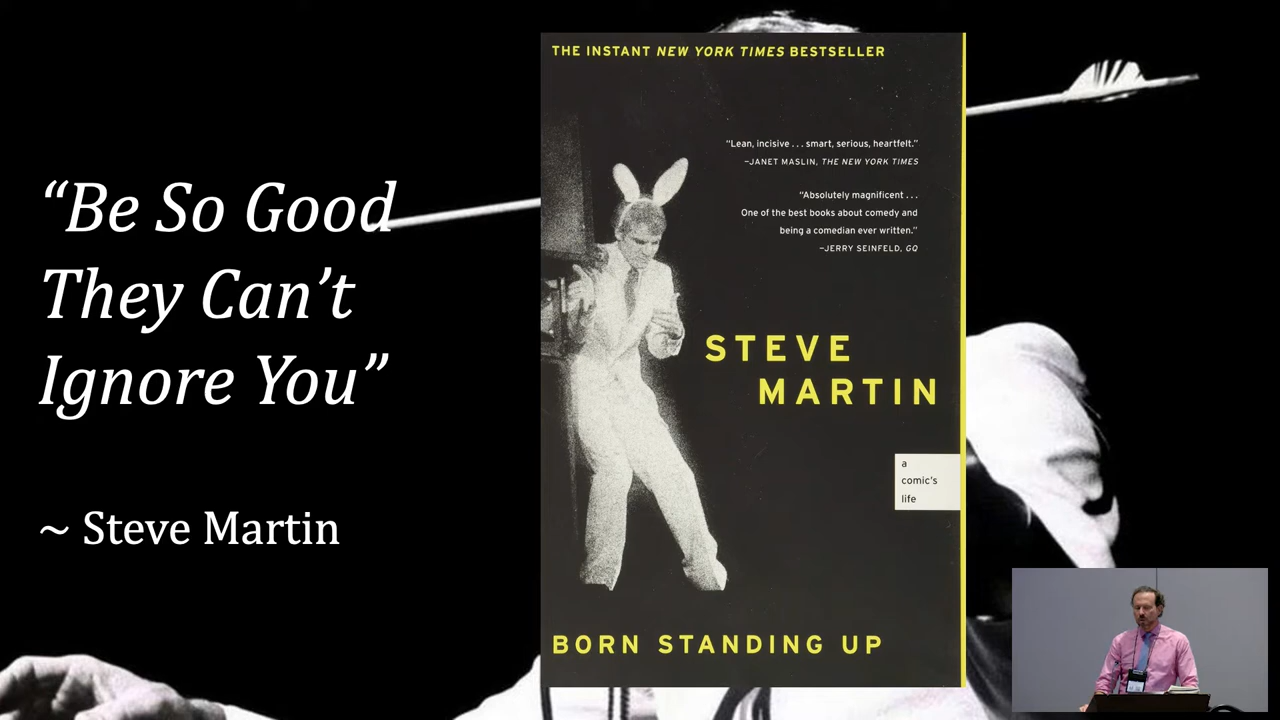 “Be So Good
They Can’t
Ignore You”
~ Steve Martin
THE INSTANT NEW YORK TIMES BESTSELLER
“Lean, incisive . . . smart, serious, heartfelt.”
—JANET MASLIN, THE NEW YORK TIMES
“Absolutely magnificent . . .
One of the best books about comedy and
being a comedian ever written.”
—JERRY SEINFELD, GQ
STEVE
MARTIN
a
comic’s
life
BORN STANDING UP